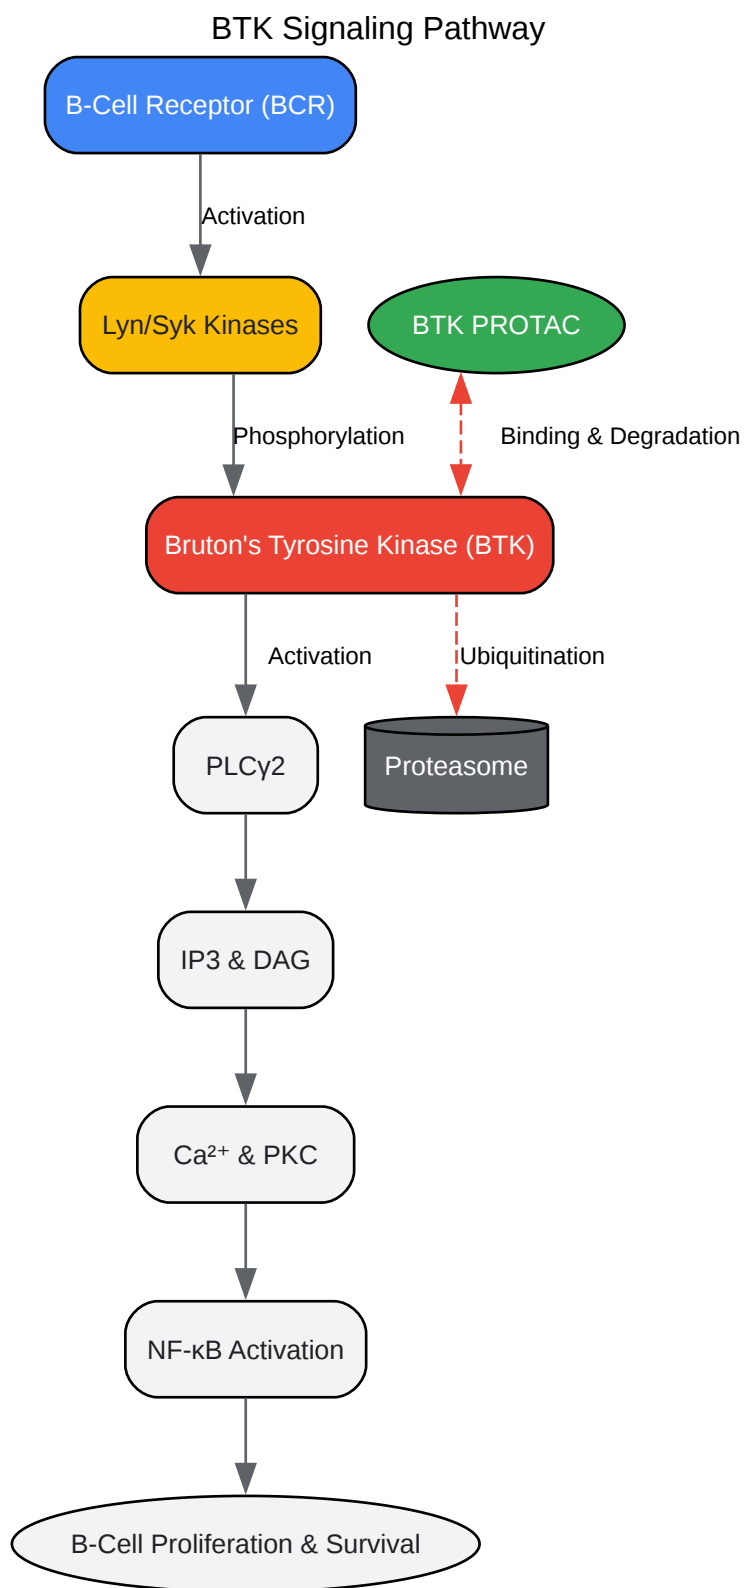 BTK Signaling Pathway
B-Cell Receptor (BCR)
Activation
Lyn/Syk Kinases
BTK PROTAC
Phosphorylation
Binding & Degradation
Bruton's Tyrosine Kinase (BTK)
Activation
Ubiquitination
PLCγ2
Proteasome
IP3 & DAG
Ca²⁺ & PKC
NF-κB Activation
B-Cell Proliferation & Survival